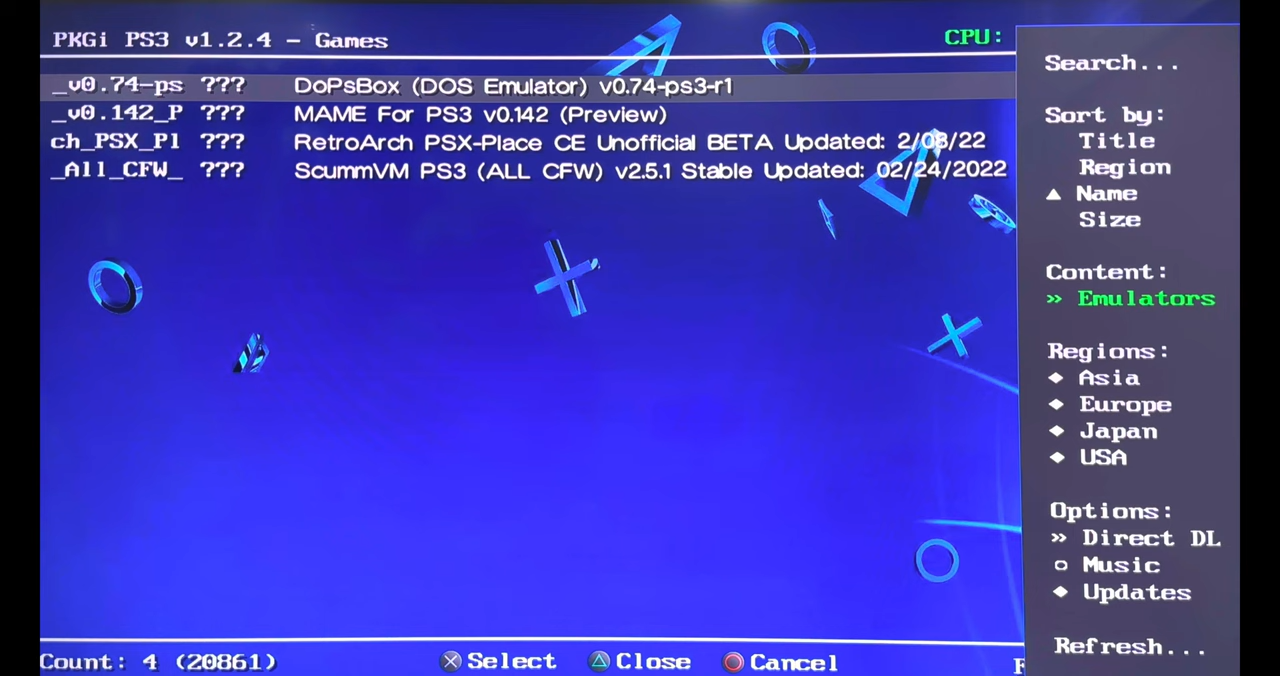 PKGi PS3 v1.2.4 - Games
CPU:
_v0.74-ps ??? DoPsBox (DOS Emulator) v0.74-ps3-r1
_v0.142_P ??? MAME For PS3 v0.142 (Preview)
ch_PSX_Pl ??? RetroArch PSX-Place CE Unofficial BETA Updated: 2/08/22
_All_CFW_ ??? ScummVM PS3 (ALL CFW) v2.5.1 Stable Updated: 02/24/2022
Search...
Sort by:
Title
Region
▲ Name
Size
Content:
» Emulators
Regions:
◆ Asia
◆ Europe
◆ Japan
◆ USA
Options:
» Direct DL
○ Music
◆ Updates
Refresh...
Count: 4 (20861)
Select Close Cancel